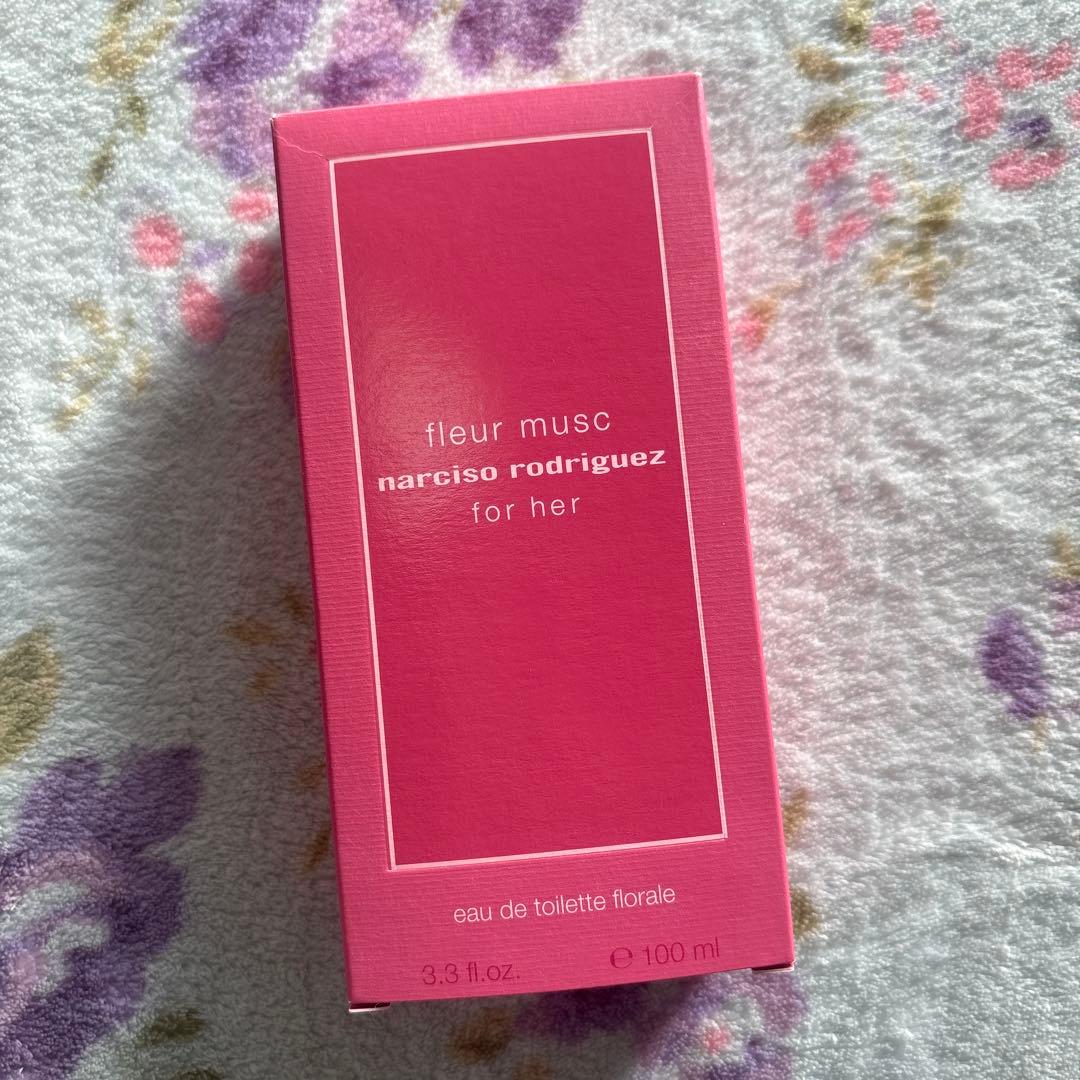 fleur musc
narciso rodriguez
for her
eau de toilette florale
3.3 fl.oz. ℮ 100 ml